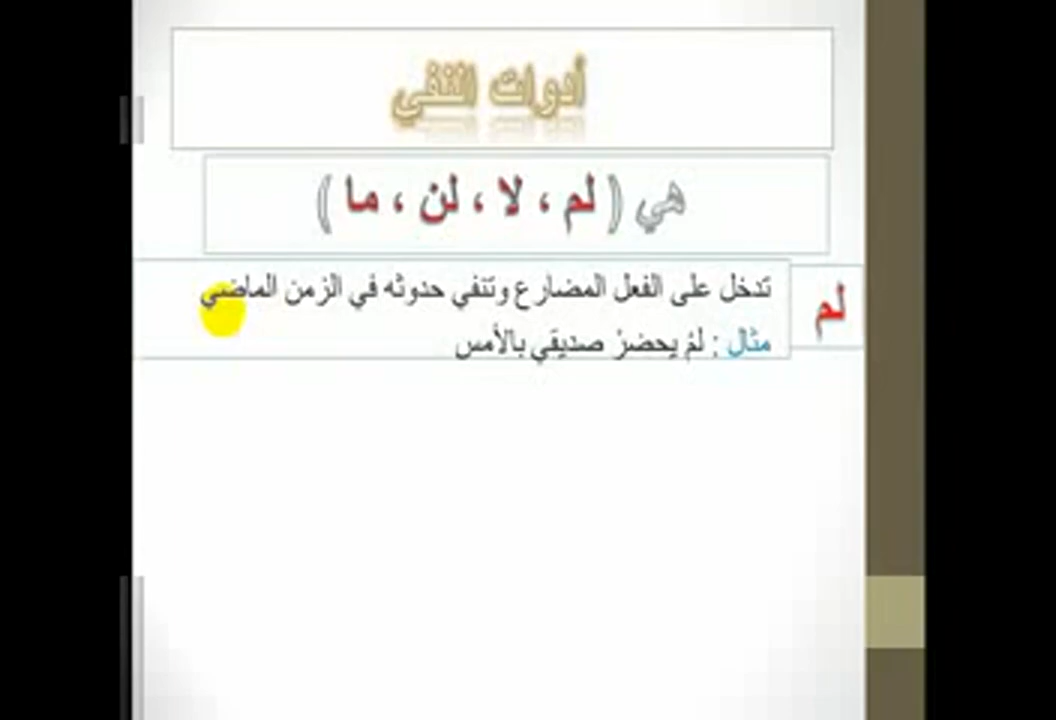 أدوات النفي
هي ( لم ، لا ، لن ، ما )
لم
تدخل على الفعل المضارع وتنفي حدوثه في الزمن الماضي
مثال : لمْ يحضرْ صديقي بالأمس